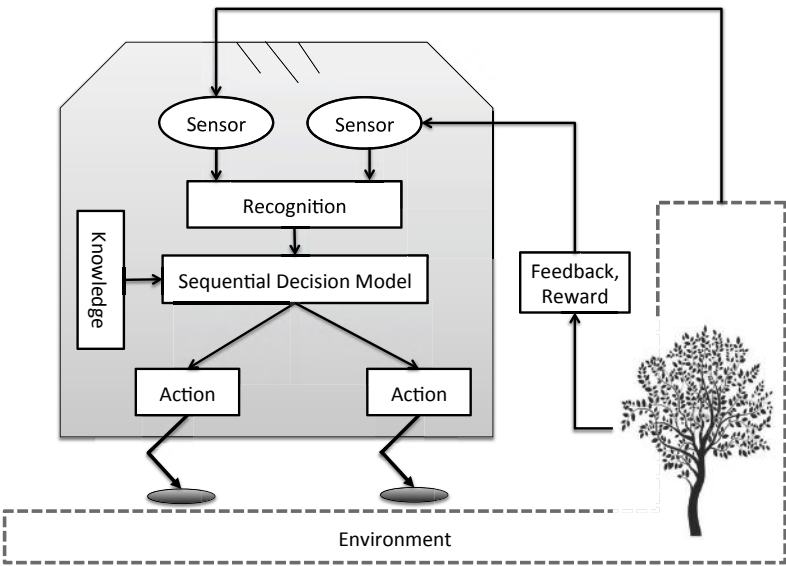 Sensor
Sensor
Recognition
Knowledge
Sequential Decision Model
Feedback,
Reward
Action
Action
Environment